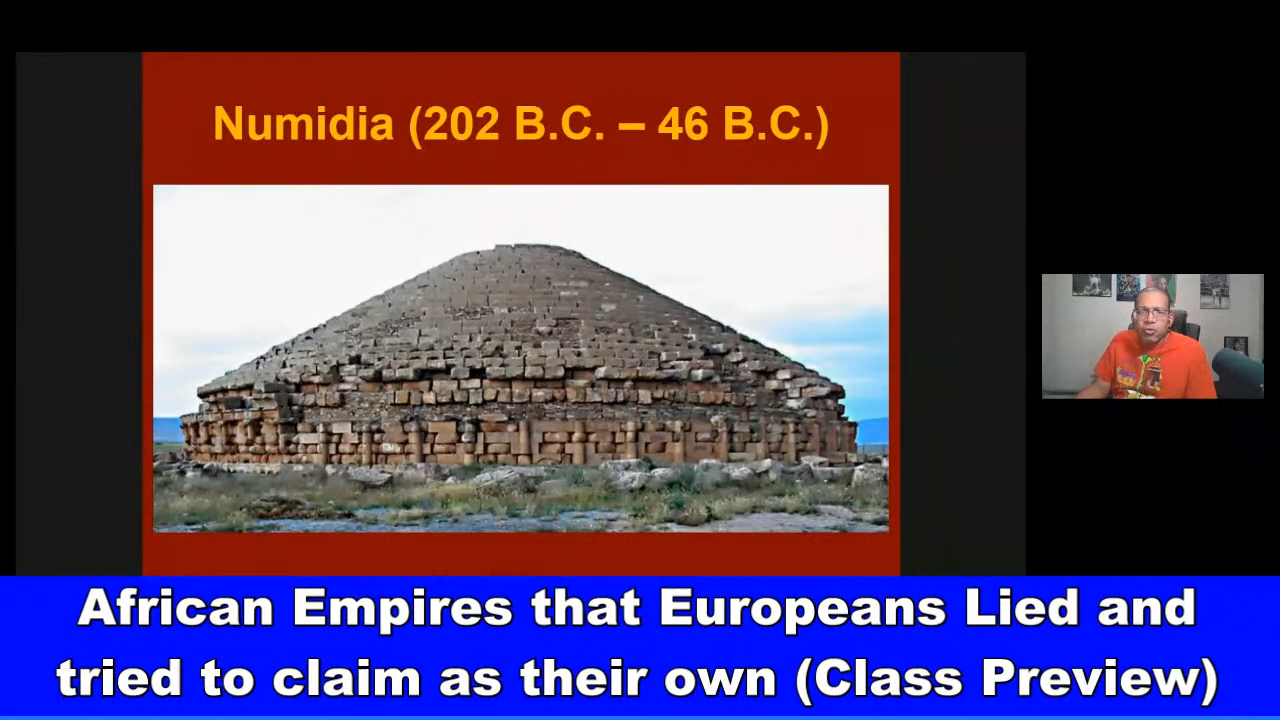 Numidia (202 B.C. – 46 B.C.)
African Empires that Europeans Lied and
tried to claim as their own (Class Preview)